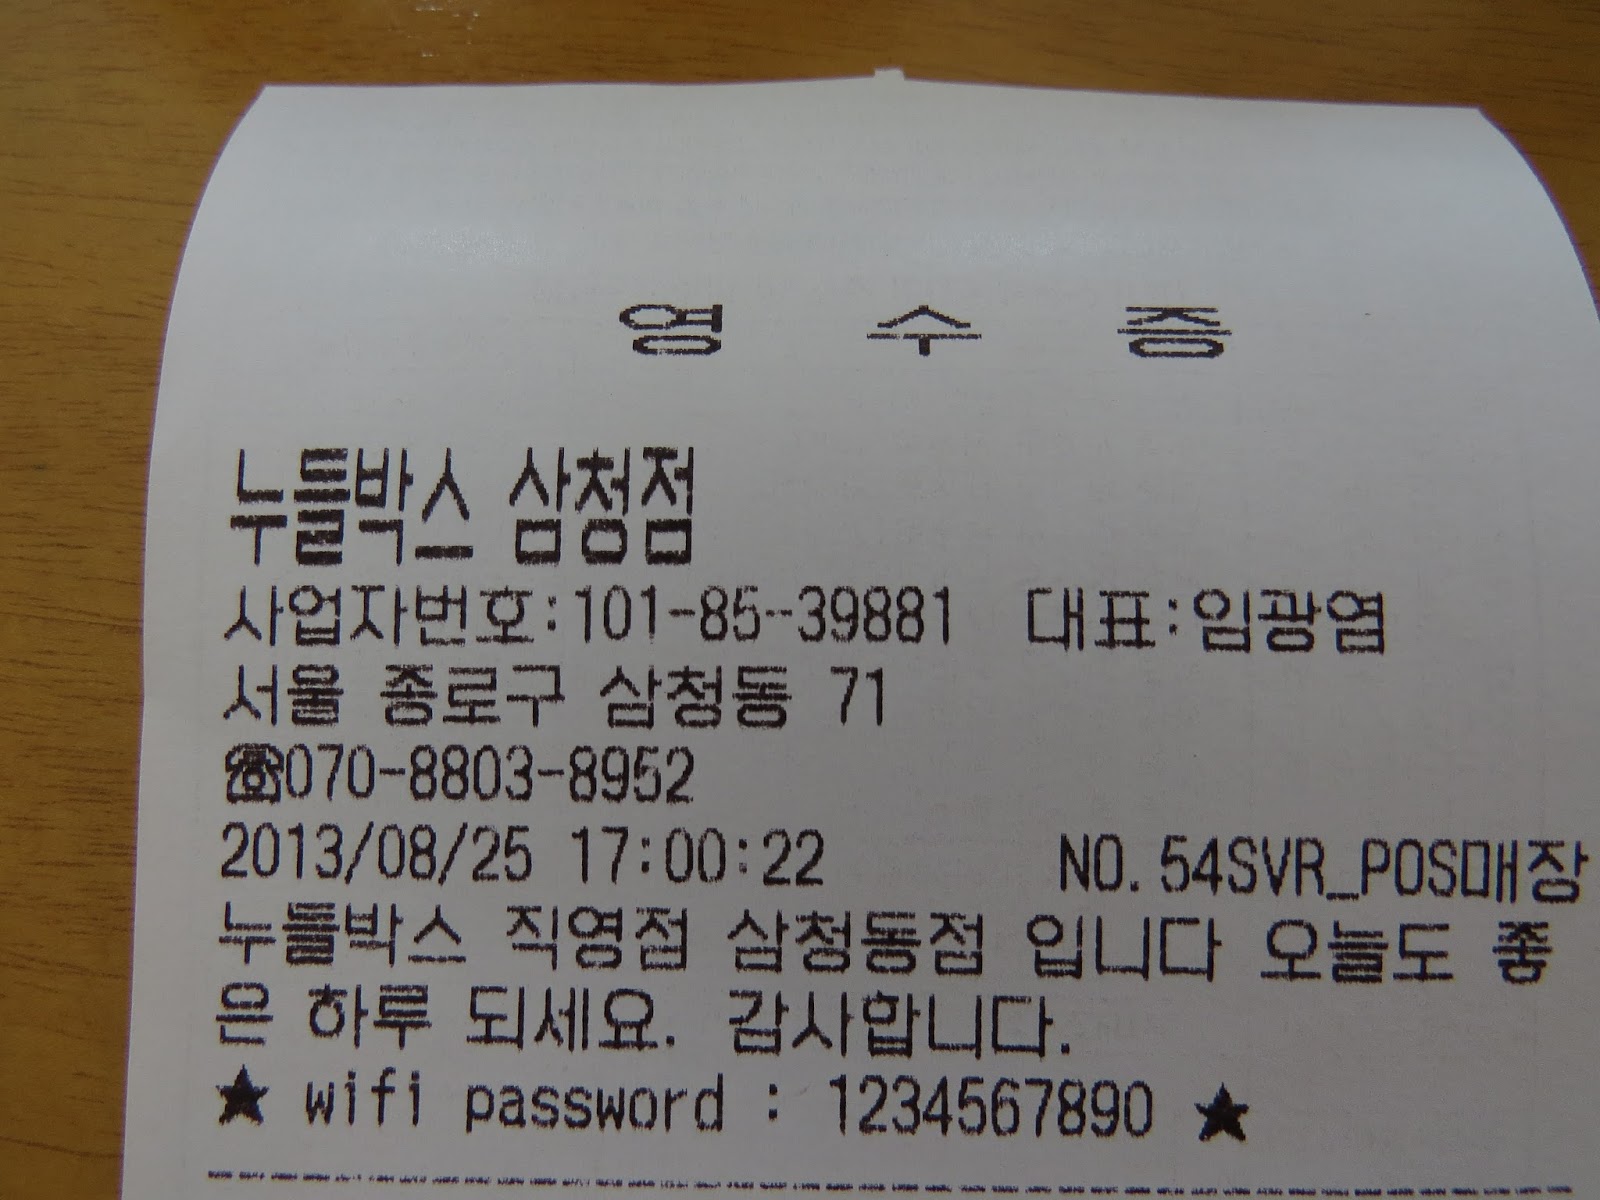 영 수 증
누들박스 삼청점
사업자번호:101-85-39881 대표:임광염
서울 종로구 삼청동 71
☏070-8803-8952
2013/08/25 17:00:22 NO.54SVR_POS매장
누들박스 직영점 삼청동점 입니다 오늘도 좋
은 하루 되세요. 감사합니다.
★ wifi password : 1234567890 ★